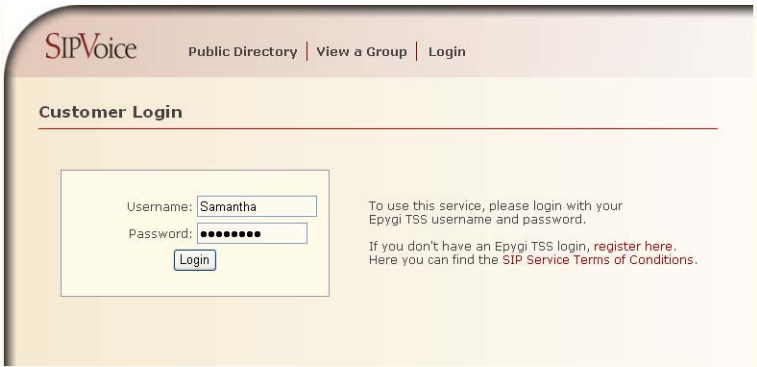 SIPVoice
Public Directory | View a Group | Login
Customer Login
Username: Samantha
Password: ●●●●●●●●
Login
To use this service, please login with your
Epygi TSS username and password.
If you don't have an Epygi TSS login, register here.
Here you can find the SIP Service Terms of Conditions.